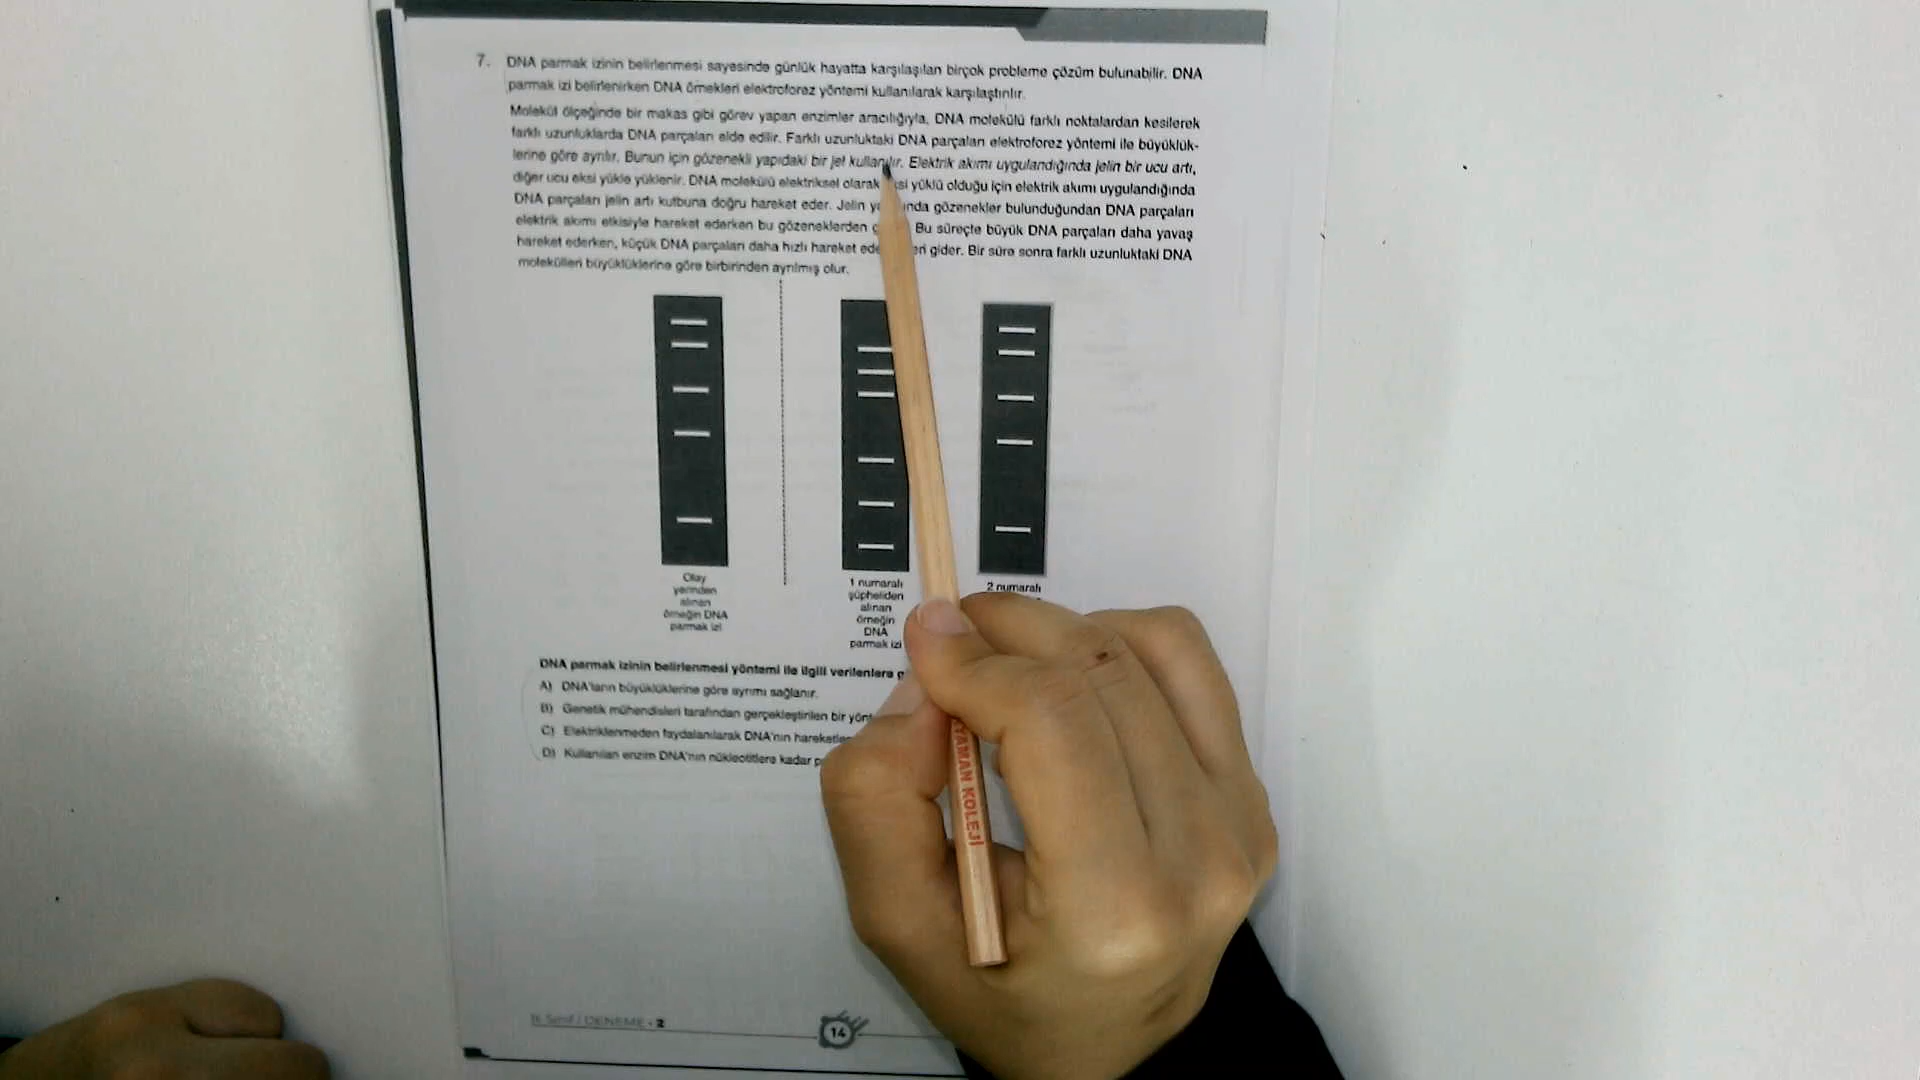 7. DNA parmak izinin belirlenmesi sayesinde günlük hayatta karşılaşılan birçok probleme çözüm bulunabilir. DNA
parmak izi belirlenirken DNA örnekleri elektroforez yöntemi kullanılarak karşılaştırılır.
Molekül ölçeğinde bir makas gibi görev yapan enzimler aracılığıyla, DNA molekülü farklı noktalardan kesilerek
farklı uzunluklarda DNA parçaları elde edilir. Farklı uzunluktaki DNA parçaları elektroforez yöntemi ile büyüklük-
lerine göre ayrılır. Bunun için gözenekli yapıdaki bir jel kullanılır. Elektrik akımı uygulandığında jelin bir ucu artı,
diğer ucu eksi yükle yüklenir. DNA molekülü elektriksel olarak eksi yüklü olduğu için elektrik akımı uygulandığında
DNA parçaları jelin artı kutbuna doğru hareket eder. Jelin gözenekler bulunduğundan DNA parçaları
elektrik akımı etkisiyle hareket ederken bu gözeneklerden Bu süreçte büyük DNA parçaları daha yavaş
hareket ederken, küçük DNA parçaları daha hızlı hareket gider. Bir süre sonra farklı uzunluktaki DNA
molekülleri büyüklüklerine göre birbirinden ayrılmış olur.
Olay
yerinden
alınan
örneğin DNA
parmak izi
1 numaralı
şüpheliden
alınan
örneğin
DNA
parmak izi
2 numaralı
DNA parmak izinin belirlenmesi yöntemi ile ilgili verilenlere
A) DNA'ların büyüklüklerine göre ayrımı sağlanır.
B) Genetik mühendisleri tarafından gerçekleştirilen bir
C) Elektriklenmeden faydalanılarak DNA'nın
D) Kullanılan enzim DNA'nın nükleotitlere kadar
YAMAN KOLEJİ
8. Sınıf / DENEME - 2
14